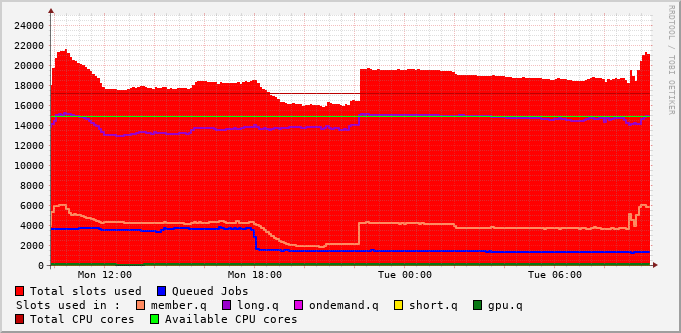 RRDTOOL / TOBI OETIKER
24000
22000
20000
18000
16000
14000
12000
10000
8000
6000
4000
2000
0
Mon 12:00 Mon 18:00 Tue 00:00 Tue 06:00
Total slots used Queued Jobs
Slots used in : member.q long.q ondemand.q short.q gpu.q
Total CPU cores Available CPU cores